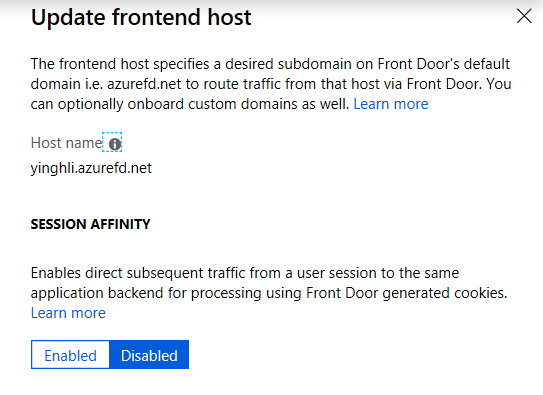 Update frontend host
The frontend host specifies a desired subdomain on Front Door's default
domain i.e. azurefd.net to route traffic from that host via Front Door. You
can optionally onboard custom domains as well. Learn more
Host name
yinghli.azurefd.net
SESSION AFFINITY
Enables direct subsequent traffic from a user session to the same
application backend for processing using Front Door generated cookies.
Learn more
Enabled Disabled